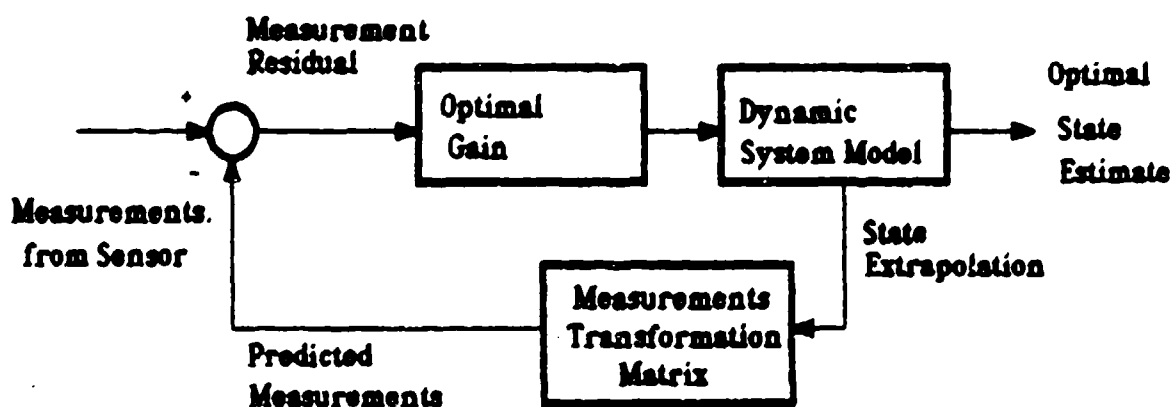 Measurement
Residual
+
Optimal
Gain
Dynamic
System Model
Optimal
State
Estimate
-
Measurements.
from Sensor
State
Extrapolation
Measurements
Transformation
Matrix
Predicted
Measurements